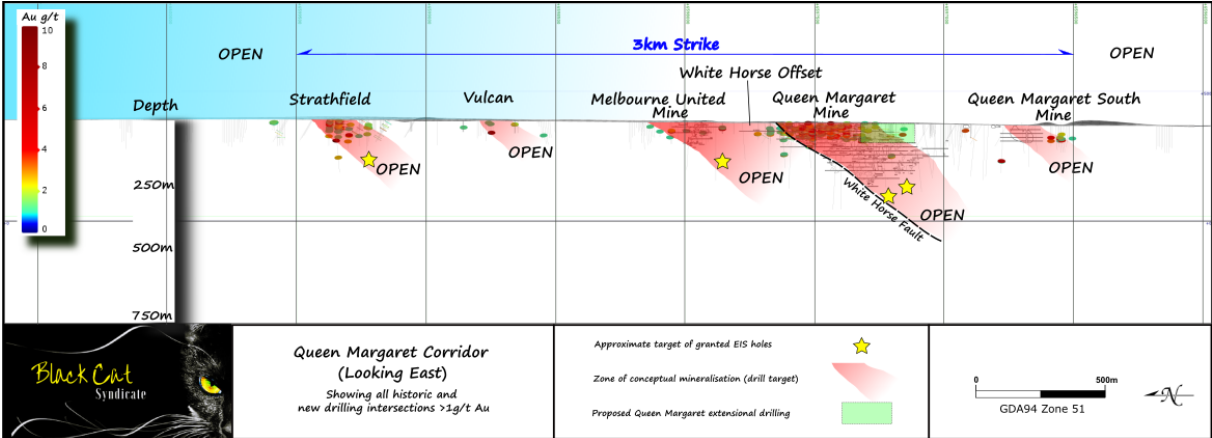 Au g/t
10
8
6
4
2
0
OPEN
3km Strike
OPEN
White Horse Offset
Depth
Strathfield
Vulcan
Melbourne United
Mine
Queen Margaret
Mine
Queen Margaret South
Mine
OPEN
OPEN
OPEN
OPEN
OPEN
White Horse Fault
250m
500m
750m
Black Cat
Syndicate
Queen Margaret Corridor
(Looking East)
Showing all historic and
new drilling intersections >1g/t Au
Approximate target of granted EIS holes
Zone of conceptual mineralisation (drill target)
Proposed Queen Margaret extensional drilling
0
500m
GDA94 Zone 51
N